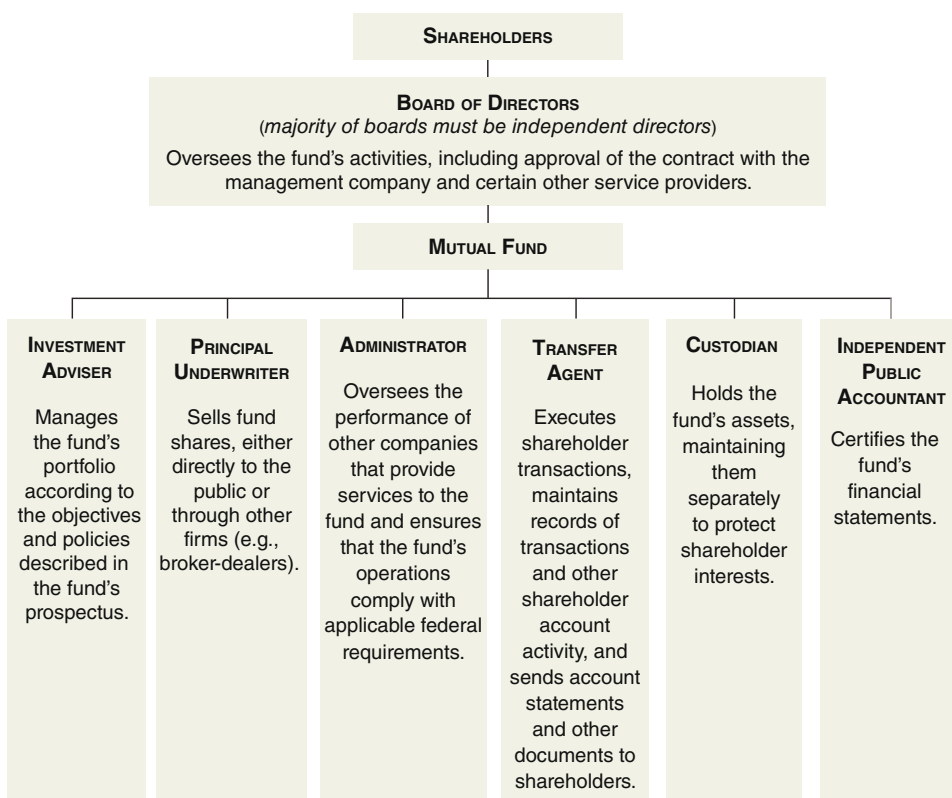 SHAREHOLDERS
BOARD OF DIRECTORS
(majority of boards must be independent directors)
Oversees the fund's activities, including approval of the contract with the
management company and certain other service providers.
MUTUAL FUND
INVESTMENT
ADVISER
Manages
the fund's
portfolio
according to
the objectives
and policies
described in
the fund's
prospectus.
PRINCIPAL
UNDERWRITER
Sells fund
shares, either
directly to the
public or
through other
firms (e.g.,
broker-dealers).
ADMINISTRATOR
Oversees the
performance of
other companies
that provide
services to the
fund and ensures
that the fund's
operations
comply with
applicable federal
requirements.
TRANSFER
AGENT
Executes
shareholder
transactions,
maintains
records of
transactions
and other
shareholder
account
activity, and
sends account
statements
and other
documents to
shareholders.
CUSTODIAN
Holds the
fund's assets,
maintaining
them
separately
to protect
shareholder
interests.
INDEPENDENT
PUBLIC
ACCOUNTANT
Certifies the
fund's
financial
statements.